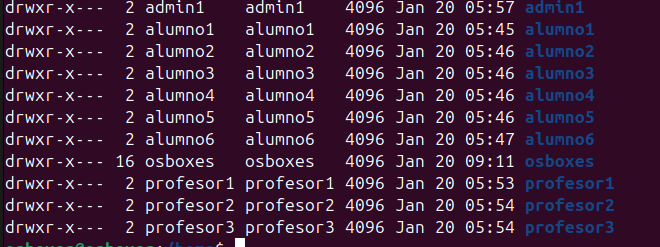 drwxr-x---  2 admin1    admin1    4096 Jan 20 05:57 admin1
drwxr-x---  2 alumno1   alumno1   4096 Jan 20 05:45 alumno1
drwxr-x---  2 alumno2   alumno2   4096 Jan 20 05:46 alumno2
drwxr-x---  2 alumno3   alumno3   4096 Jan 20 05:46 alumno3
drwxr-x---  2 alumno4   alumno4   4096 Jan 20 05:46 alumno4
drwxr-x---  2 alumno5   alumno5   4096 Jan 20 05:46 alumno5
drwxr-x---  2 alumno6   alumno6   4096 Jan 20 05:47 alumno6
drwxr-x--- 16 osboxes   osboxes   4096 Jan 20 09:11 osboxes
drwxr-x---  2 profesor1 profesor1 4096 Jan 20 05:53 profesor1
drwxr-x---  2 profesor2 profesor2 4096 Jan 20 05:54 profesor2
drwxr-x---  2 profesor3 profesor3 4096 Jan 20 05:54 profesor3
osboxes@osboxes:/home$